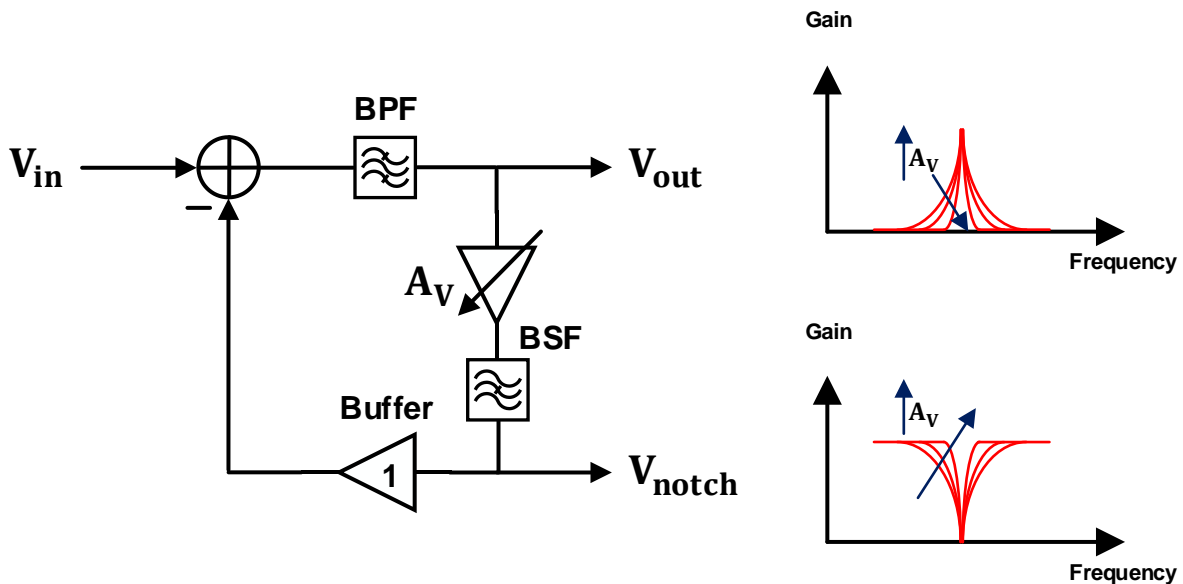 Gain
BPF
V_in
V_out
A_V
−
Frequency
A_V
BSF
Gain
Buffer
A_V
1
V_notch
Frequency